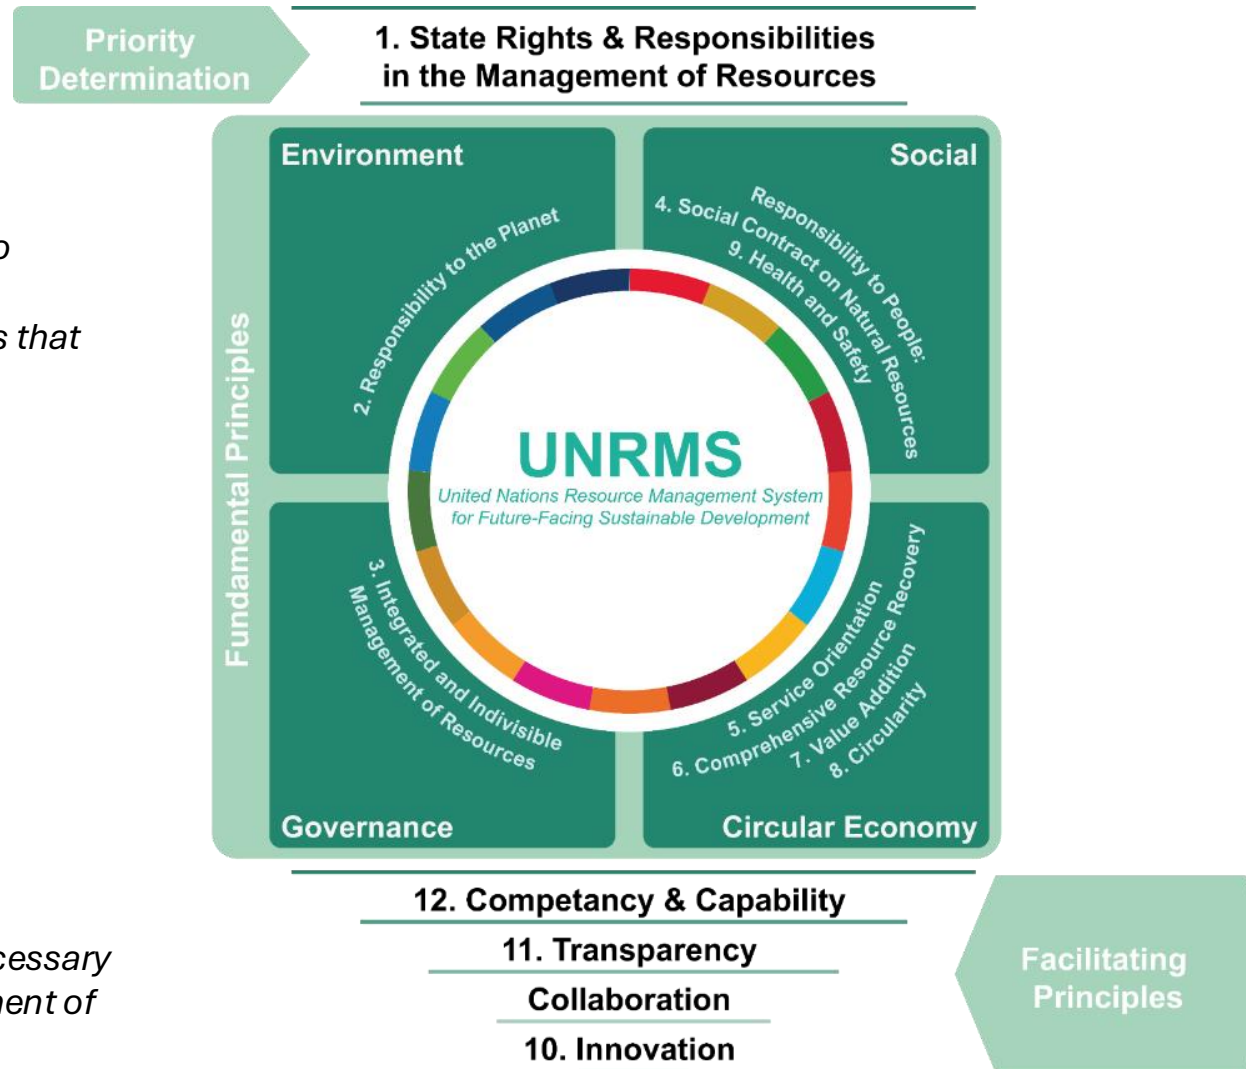 Priority
Determination
1. State Rights & Responsibilities
in the Management of Resources
Environment
Social
2. Responsibility to the Planet
Responsibility to People:
4. Social Contract on Natural Resources
9. Health and Safety
s that
Fundamental Principles
UNRMS
United Nations Resource Management System
for Future-Facing Sustainable Development
3. Integrated and Indivisible
Management of Resources
5. Service Orientation
6. Comprehensive Resource Recovery
7. Value Addition
8. Circularity
Governance
Circular Economy
12. Competancy & Capability
11. Transparency
Collaboration
10. Innovation
cessary
ent of
Facilitating
Principles